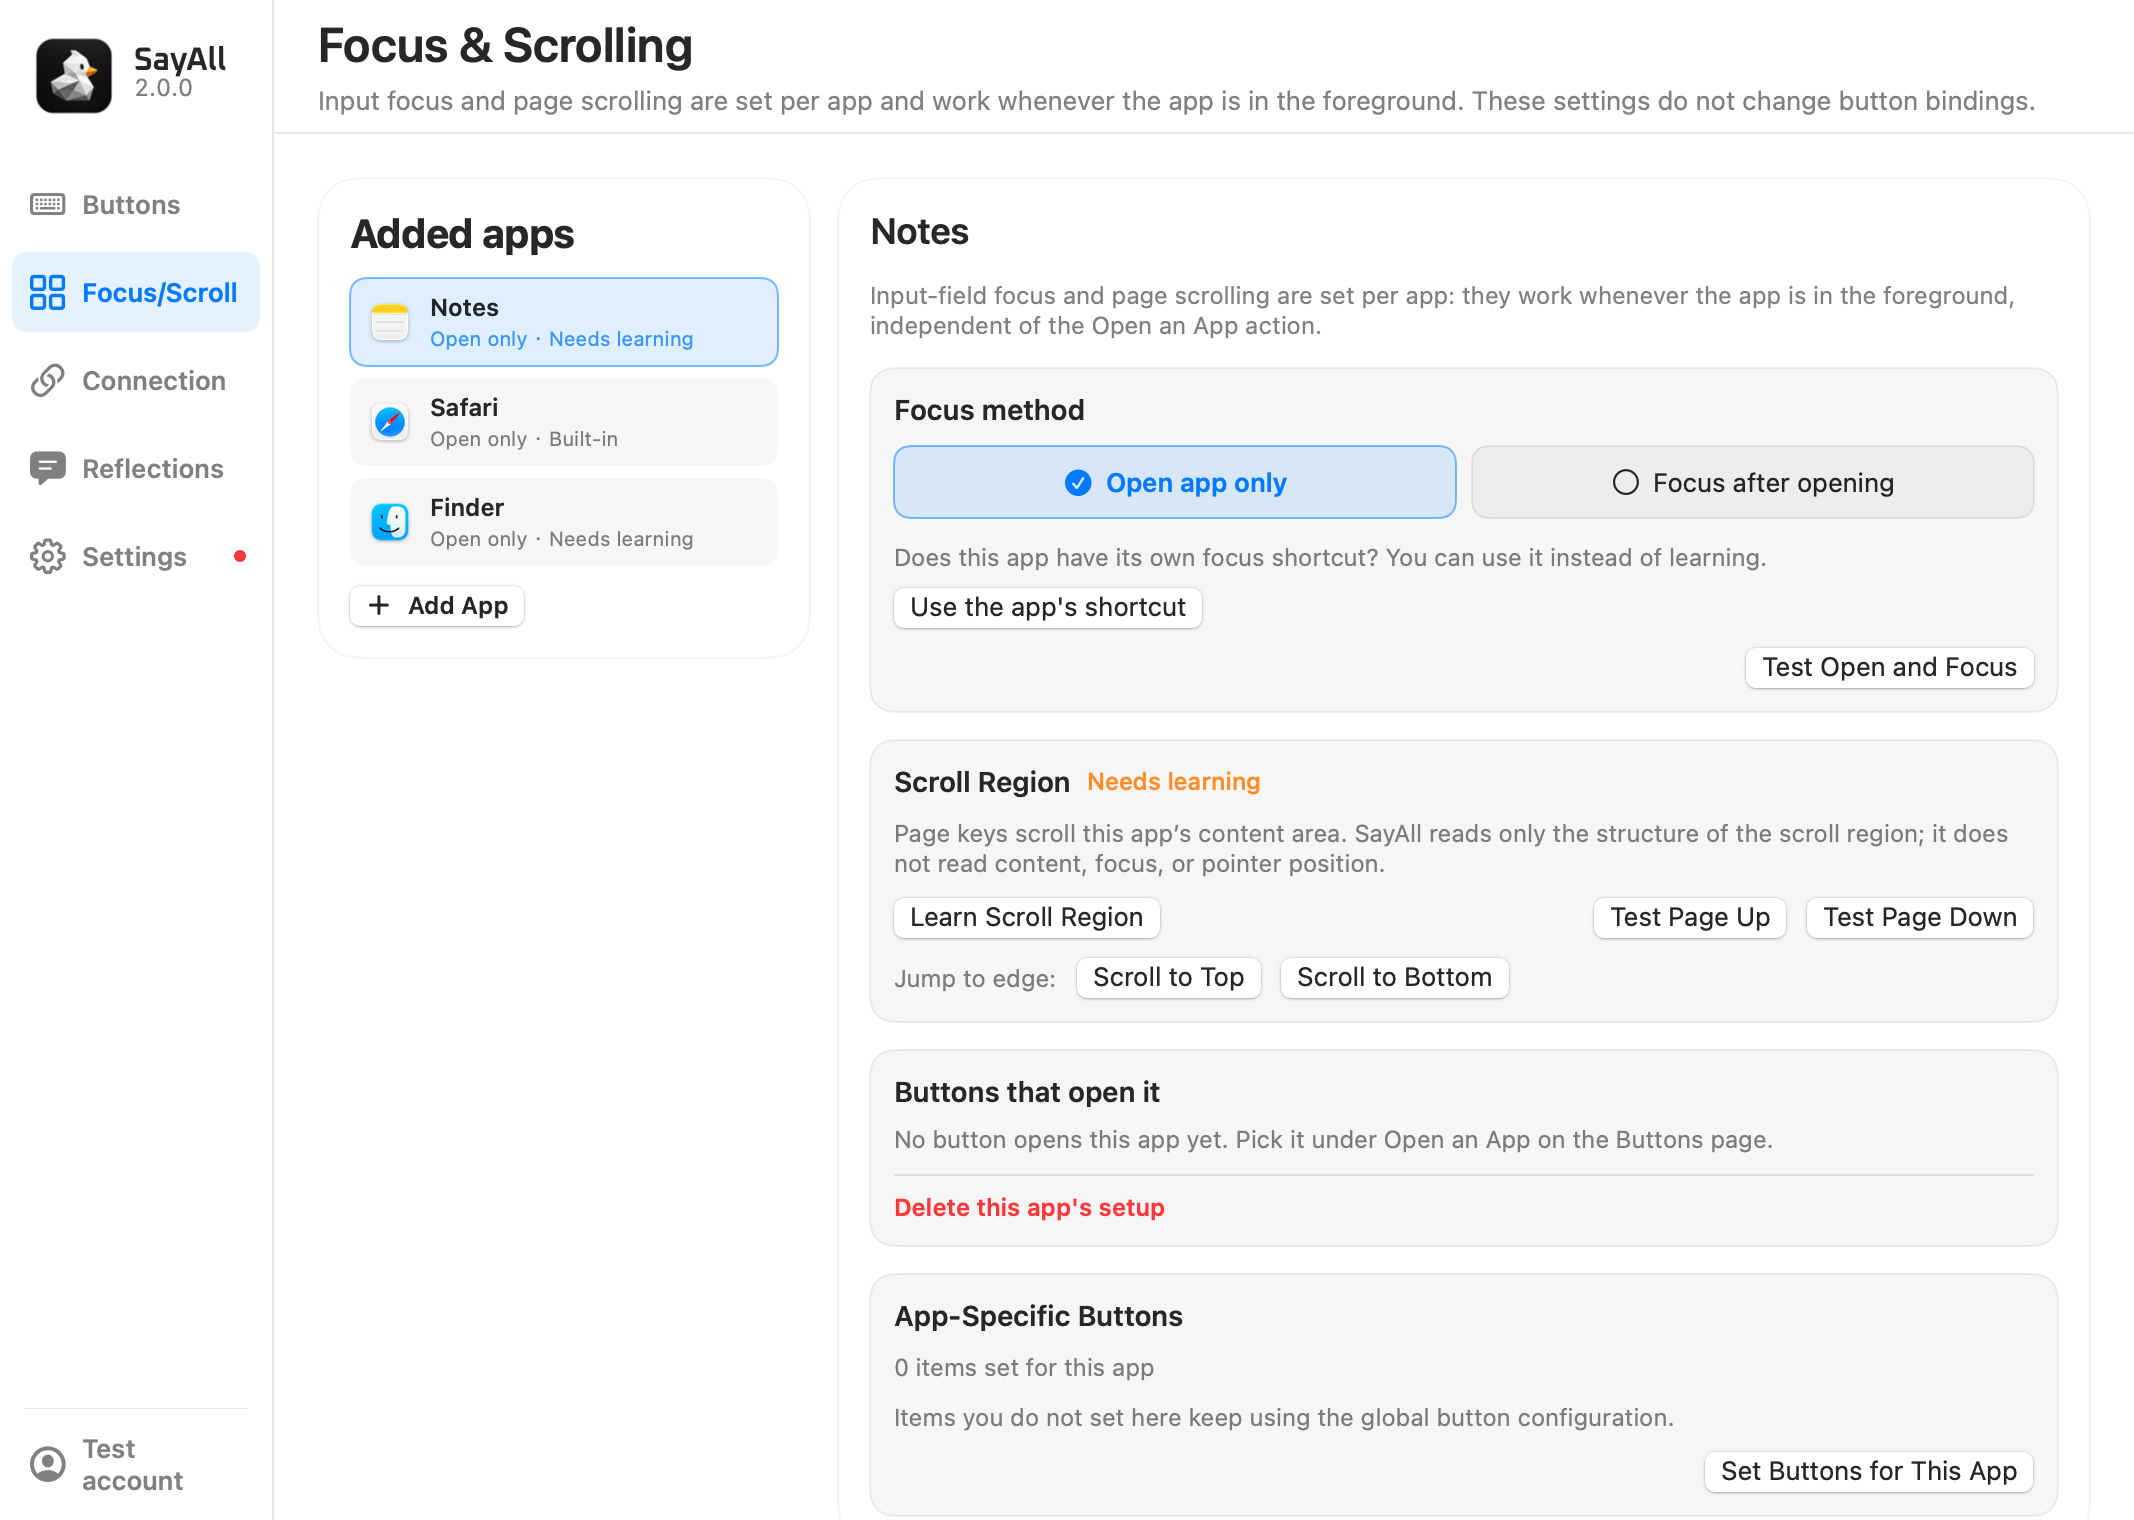 SayAll
2.0.0
Buttons
Focus/Scroll
Connection
Reflections
Settings
Test
account
Focus & Scrolling
Input focus and page scrolling are set per app and work whenever the app is in the foreground. These settings do not change button bindings.
Added apps
Notes
Open only · Needs learning
Safari
Open only · Built-in
Finder
Open only · Needs learning
Add App
Notes
Input-field focus and page scrolling are set per app: they work whenever the app is in the foreground,
independent of the Open an App action.
Focus method
Open app only
Focus after opening
Does this app have its own focus shortcut? You can use it instead of learning.
Use the app's shortcut
Test Open and Focus
Scroll Region Needs learning
Page keys scroll this app’s content area. SayAll reads only the structure of the scroll region; it does
not read content, focus, or pointer position.
Learn Scroll Region
Test Page Up
Test Page Down
Jump to edge:
Scroll to Top
Scroll to Bottom
Buttons that open it
No button opens this app yet. Pick it under Open an App on the Buttons page.
Delete this app's setup
App-Specific Buttons
0 items set for this app
Items you do not set here keep using the global button configuration.
Set Buttons for This App